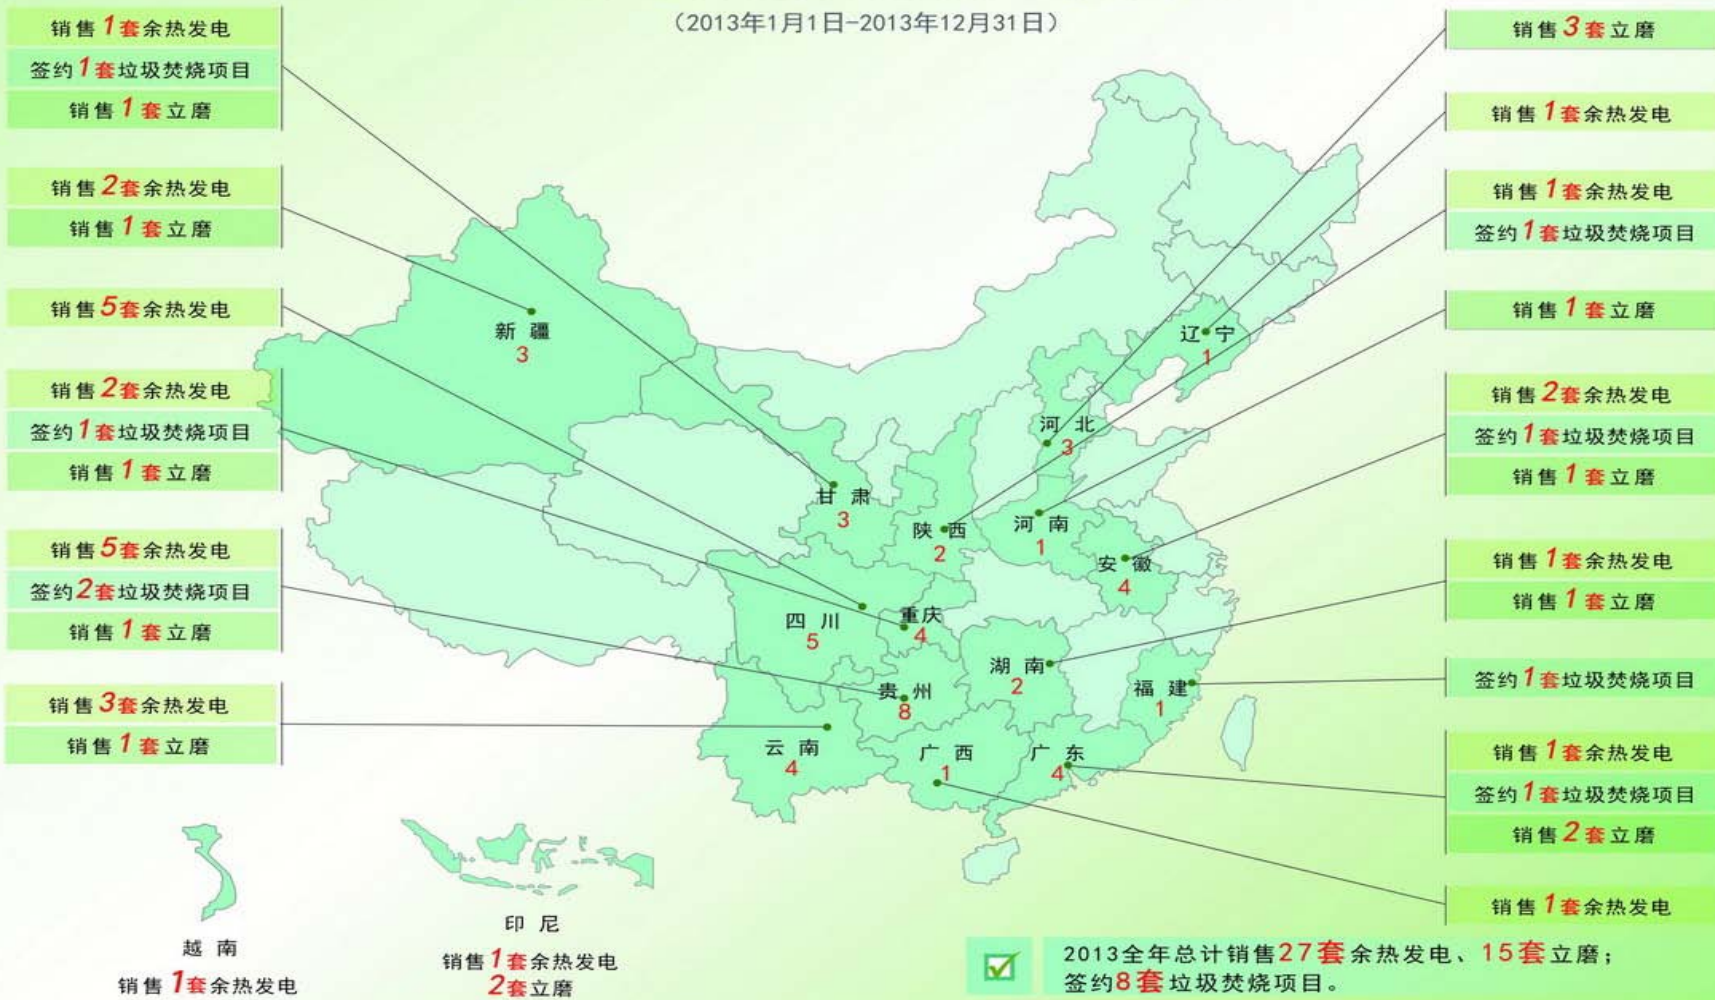 （2013年1月1日-2013年12月31日）
销售1套余热发电
签约1套垃圾焚烧项目
销售1套立磨
销售2套余热发电
销售1套立磨
销售5套余热发电
销售2套余热发电
签约1套垃圾焚烧项目
销售1套立磨
销售5套余热发电
签约2套垃圾焚烧项目
销售1套立磨
销售3套余热发电
销售1套立磨
新疆
3
甘肃
3
陕西
2
河北
3
辽宁
1
河南
1
安徽
4
四川
5
重庆
4
贵州
8
湖南
2
福建
1
云南
4
广西
1
广东
4
销售3套立磨
销售1套余热发电
销售1套余热发电
签约1套垃圾焚烧项目
销售1套立磨
销售2套余热发电
签约1套垃圾焚烧项目
销售1套立磨
销售1套余热发电
销售1套立磨
签约1套垃圾焚烧项目
销售1套余热发电
签约1套垃圾焚烧项目
销售2套立磨
销售1套余热发电
越南
销售1套余热发电
印尼
销售1套余热发电
2套立磨
2013全年总计销售27套余热发电、15套立磨；
签约8套垃圾焚烧项目。